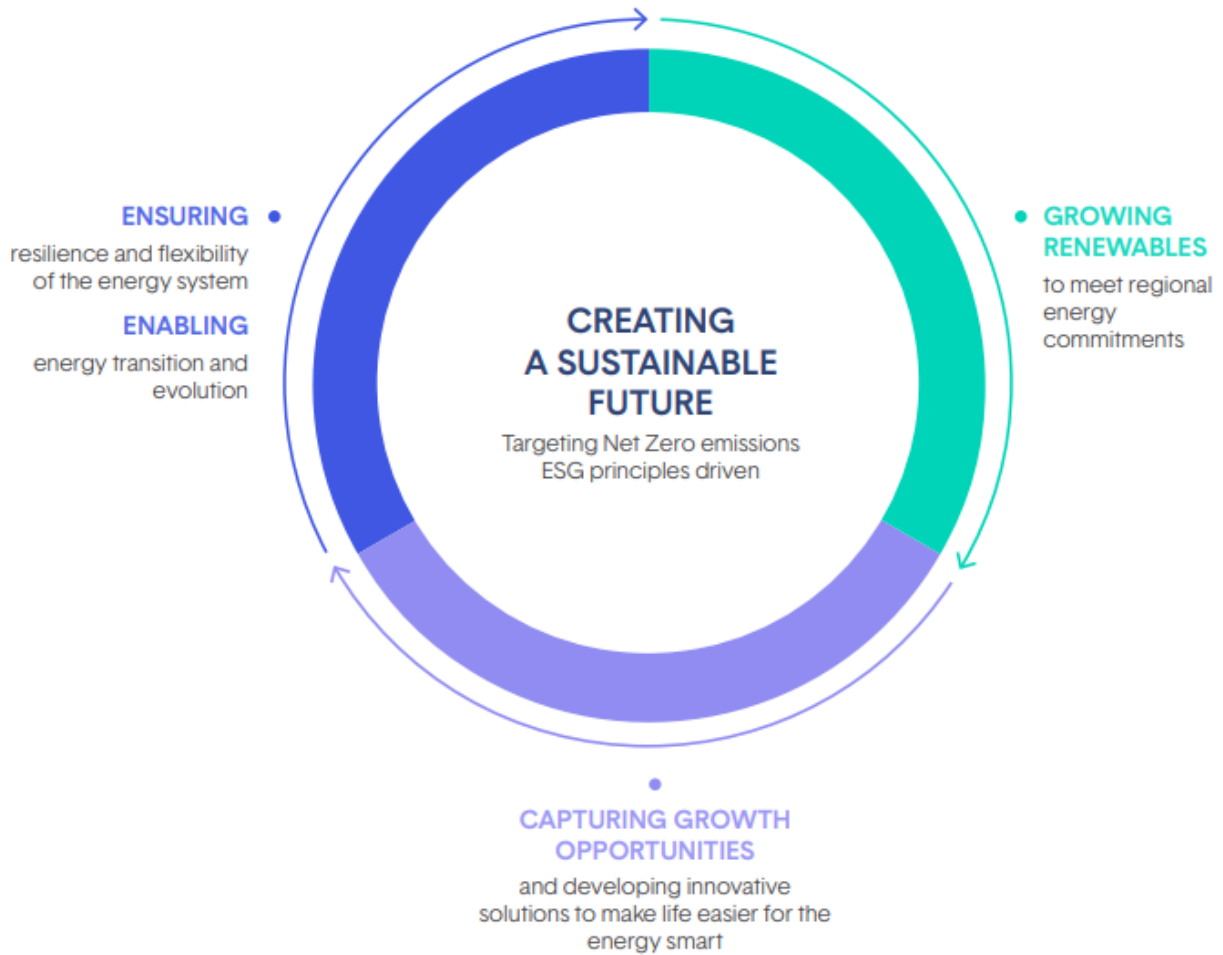 ENSURING
resilience and flexibility
of the energy system
ENABLING
energy transition and
evolution
CREATING
A SUSTAINABLE
FUTURE
Targeting Net Zero emissions
ESG principles driven
GROWING
RENEWABLES
to meet regional
energy
commitments
CAPTURING GROWTH
OPPORTUNITIES
and developing innovative
solutions to make life easier for the
energy smart